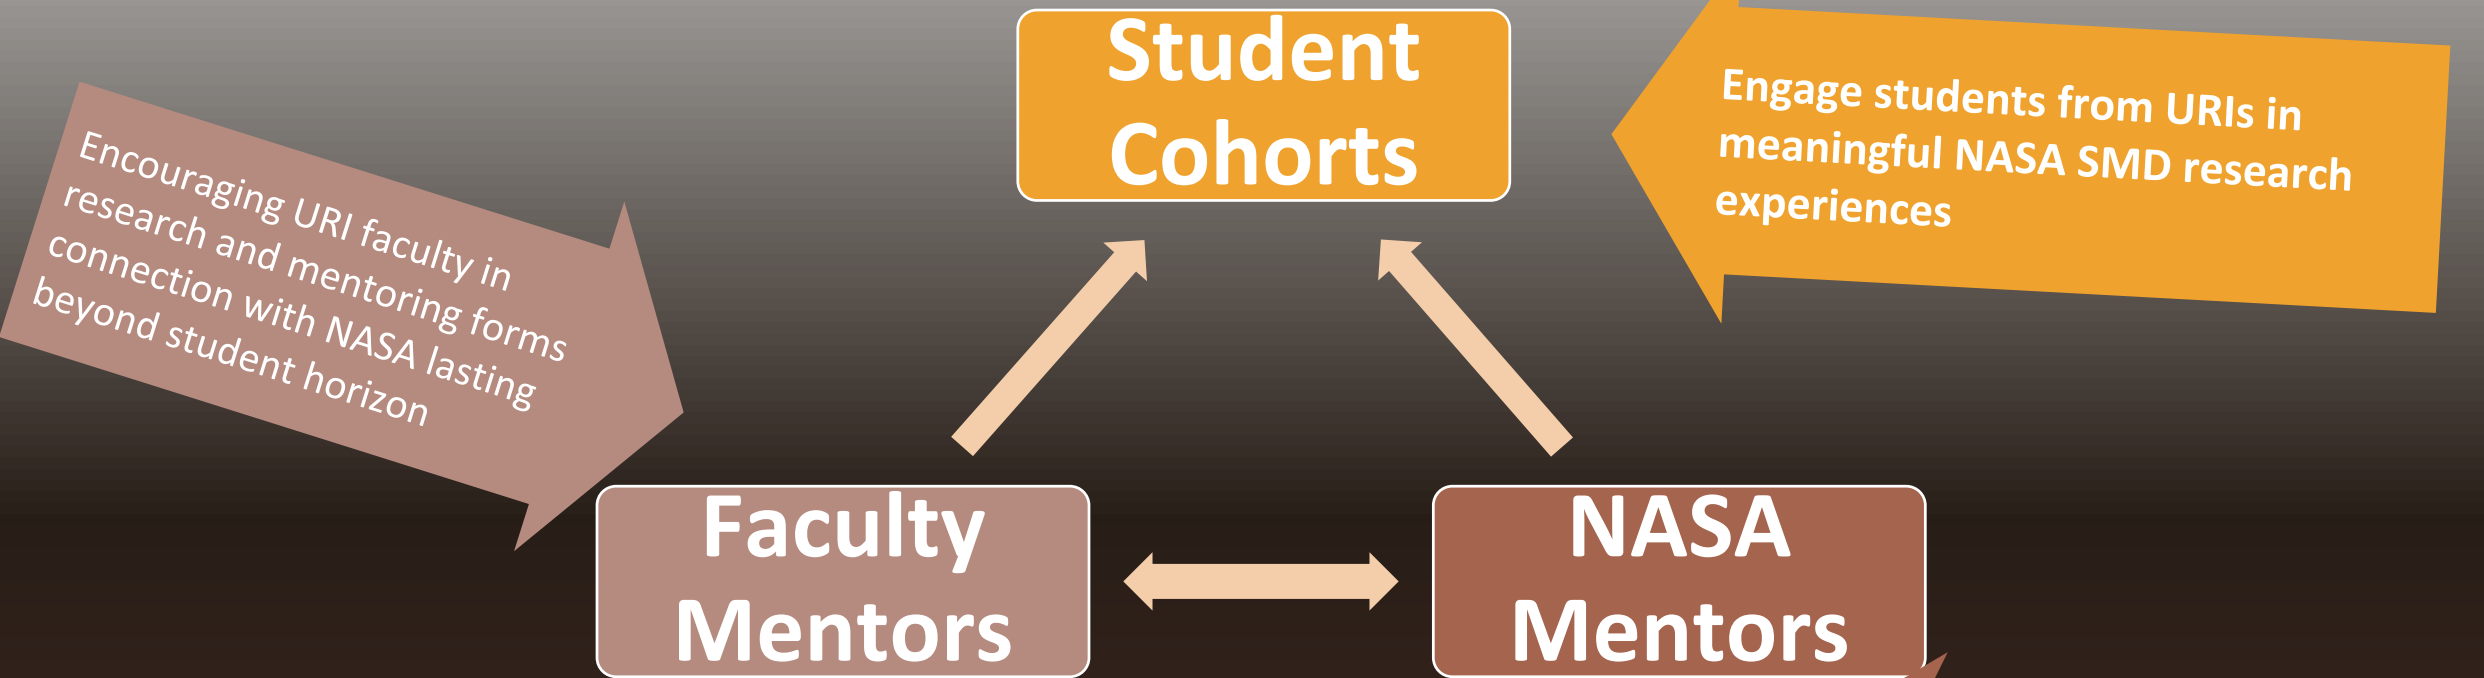 Student
Cohorts
Engage students from URIs in
meaningful NASA SMD research
experiences
Encouraging URI faculty in
research and mentoring forms
connection with NASA lasting
beyond student horizon
Faculty
Mentors
NASA
Mentors